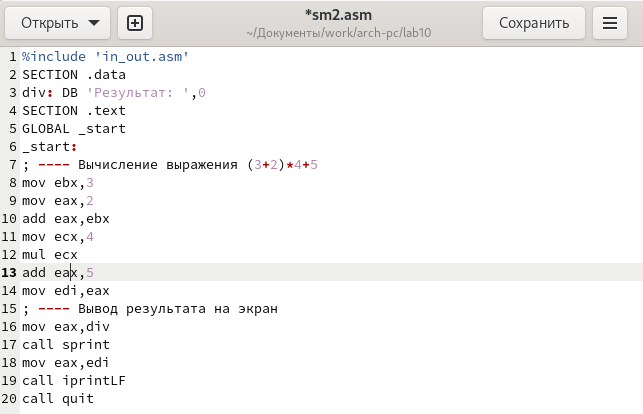 Открыть
*sm2.asm
~/Документы/work/arch-pc/lab10
Сохранить
1 %include 'in_out.asm'
2 SECTION .data
3 div: DB 'Результат: ',0
4 SECTION .text
5 GLOBAL _start
6 _start:
7 ; ---- Вычисление выражения (3+2)*4+5
8 mov ebx,3
9 mov eax,2
10 add eax,ebx
11 mov ecx,4
12 mul ecx
13 add eax,5
14 mov edi,eax
15 ; ---- Вывод результата на экран
16 mov eax,div
17 call sprint
18 mov eax,edi
19 call iprintLF
20 call quit